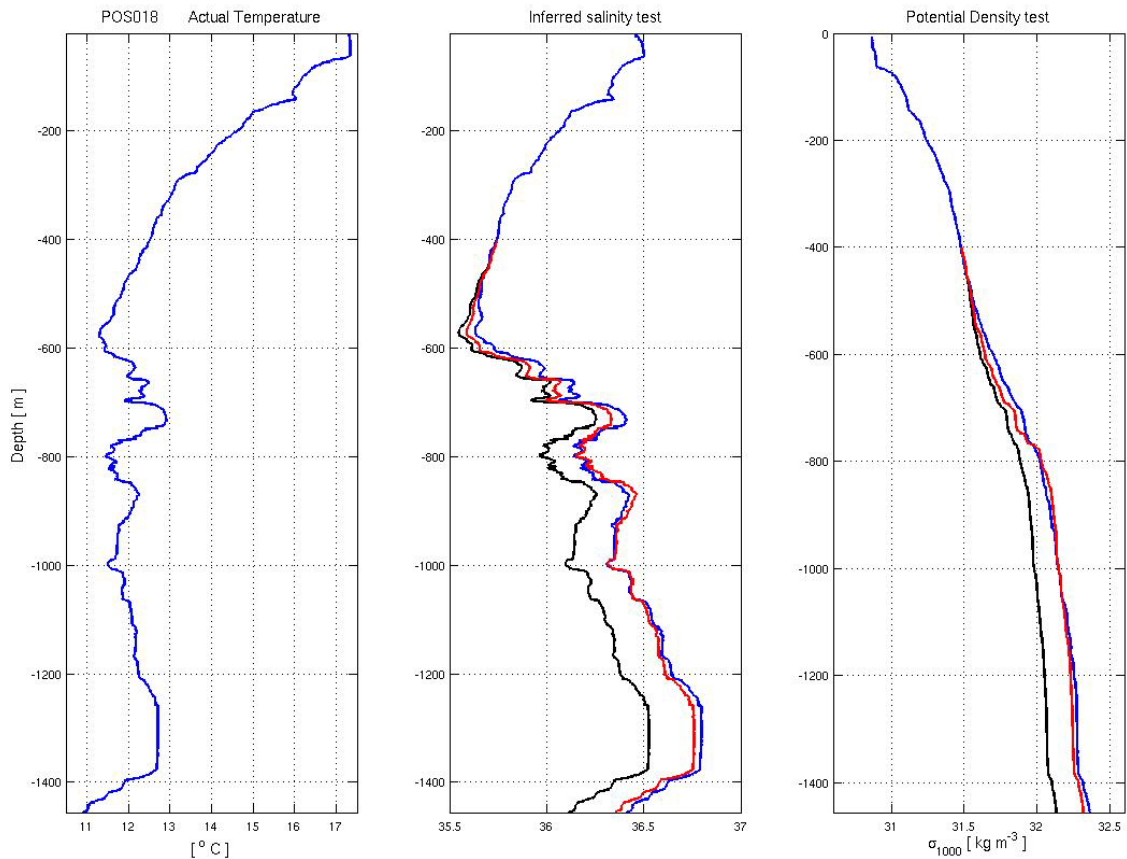 POS018 Actual Temperature
Inferred salinity test
Potential Density test
0
-200
-400
-600
-800
-1000
-1200
-1400
Depth [ m ]
11 12 13 14 15 16 17
[ ° C ]
-200
-400
-600
-800
-1000
-1200
-1400
35.5 36 36.5 37
0
-200
-400
-600
-800
-1000
-1200
-1400
31 31.5 32 32.5
σ1000 [ kg m-3 ]